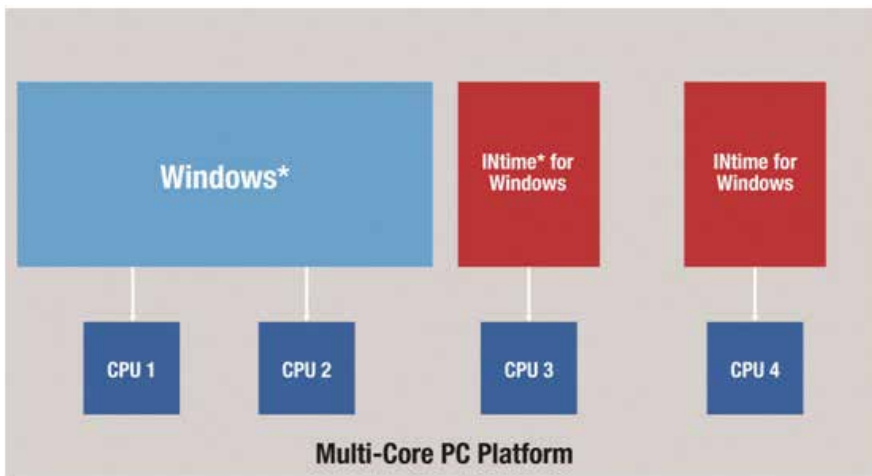 Windows*
INtime* for
Windows
INtime for
Windows
CPU 1
CPU 2
CPU 3
CPU 4
Multi-Core PC Platform